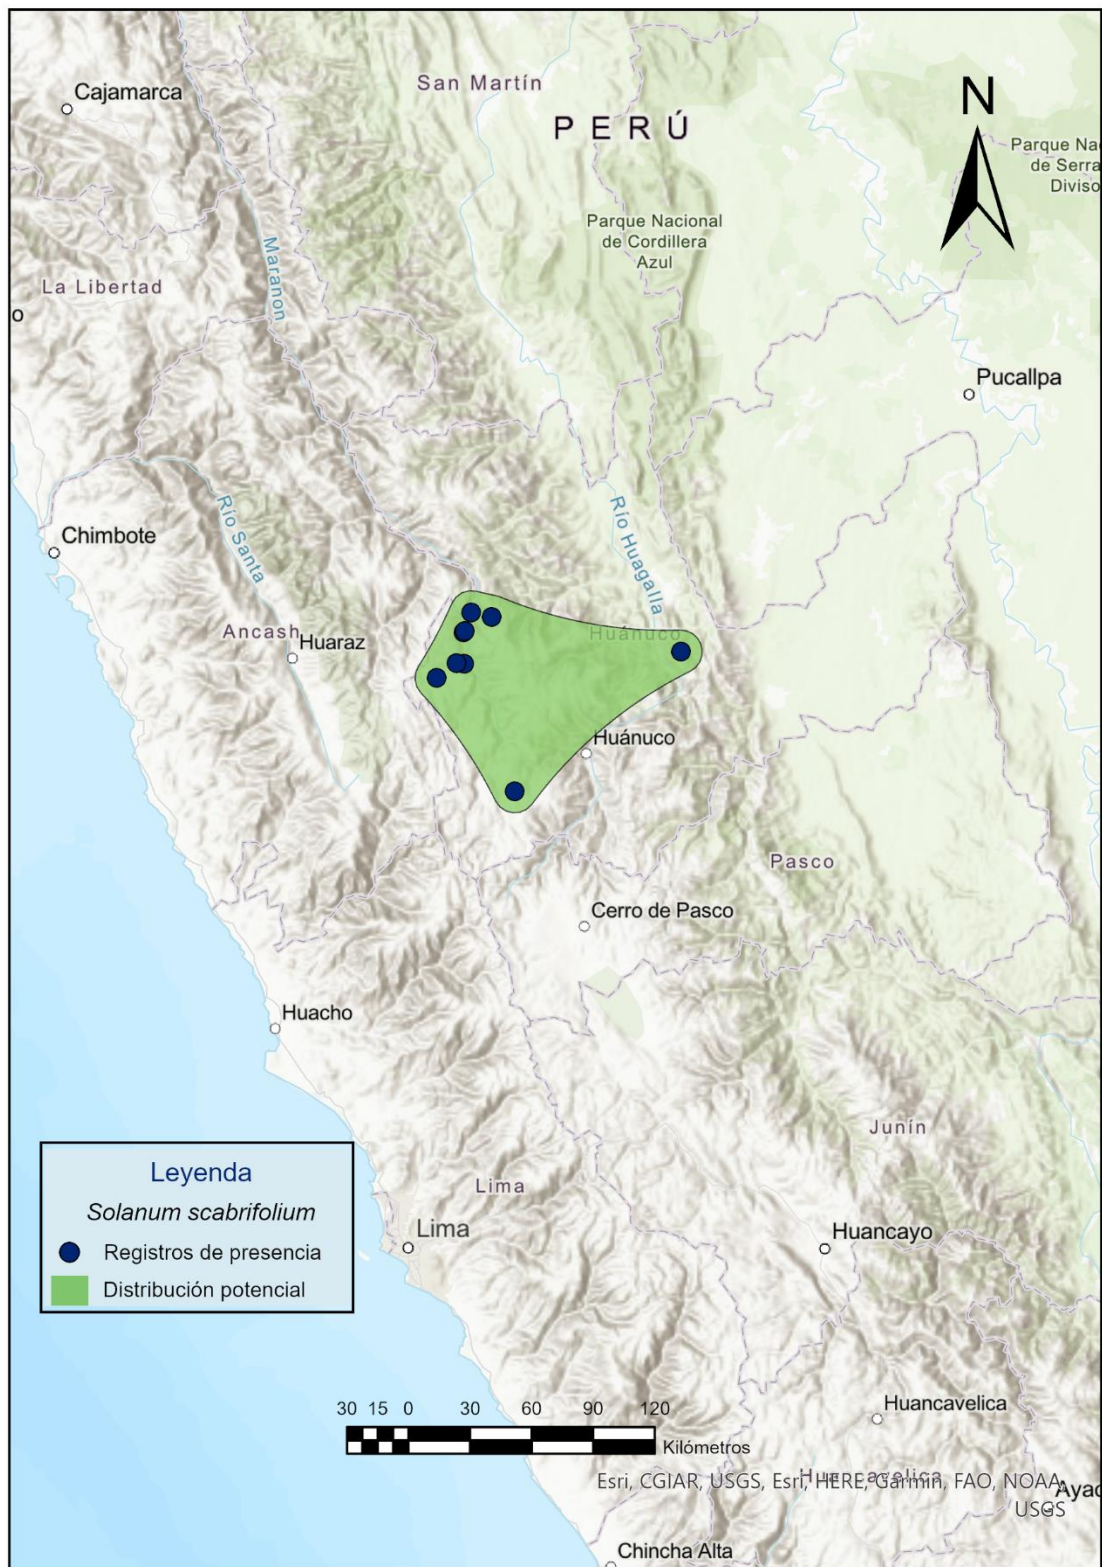 San Martín
Cajamarca
N
PERÚ
Parque Nac
de Serra
Diviso
Parque Nacional
de Cordillera
Azul
Maranon
La Libertad
o
Pucallpa
Río Santa
Río Huagalla
Chimbote
Ancash
Huánuco
Huaraz
Huánuco
Pasco
Cerro de Pasco
Huacho
Junín
Leyenda
Solanum scabrifolium
Registros de presencia
Distribución potencial
Lima
Lima
Huancayo
30 15 0 30 60 90 120
Kilómetros
Huancavelica
Huancavelica
Esri, CGIAR, USGS, Esri, HERE, Garmin, FAO, NOAA,
USGS
Ayac
Chincha Alta